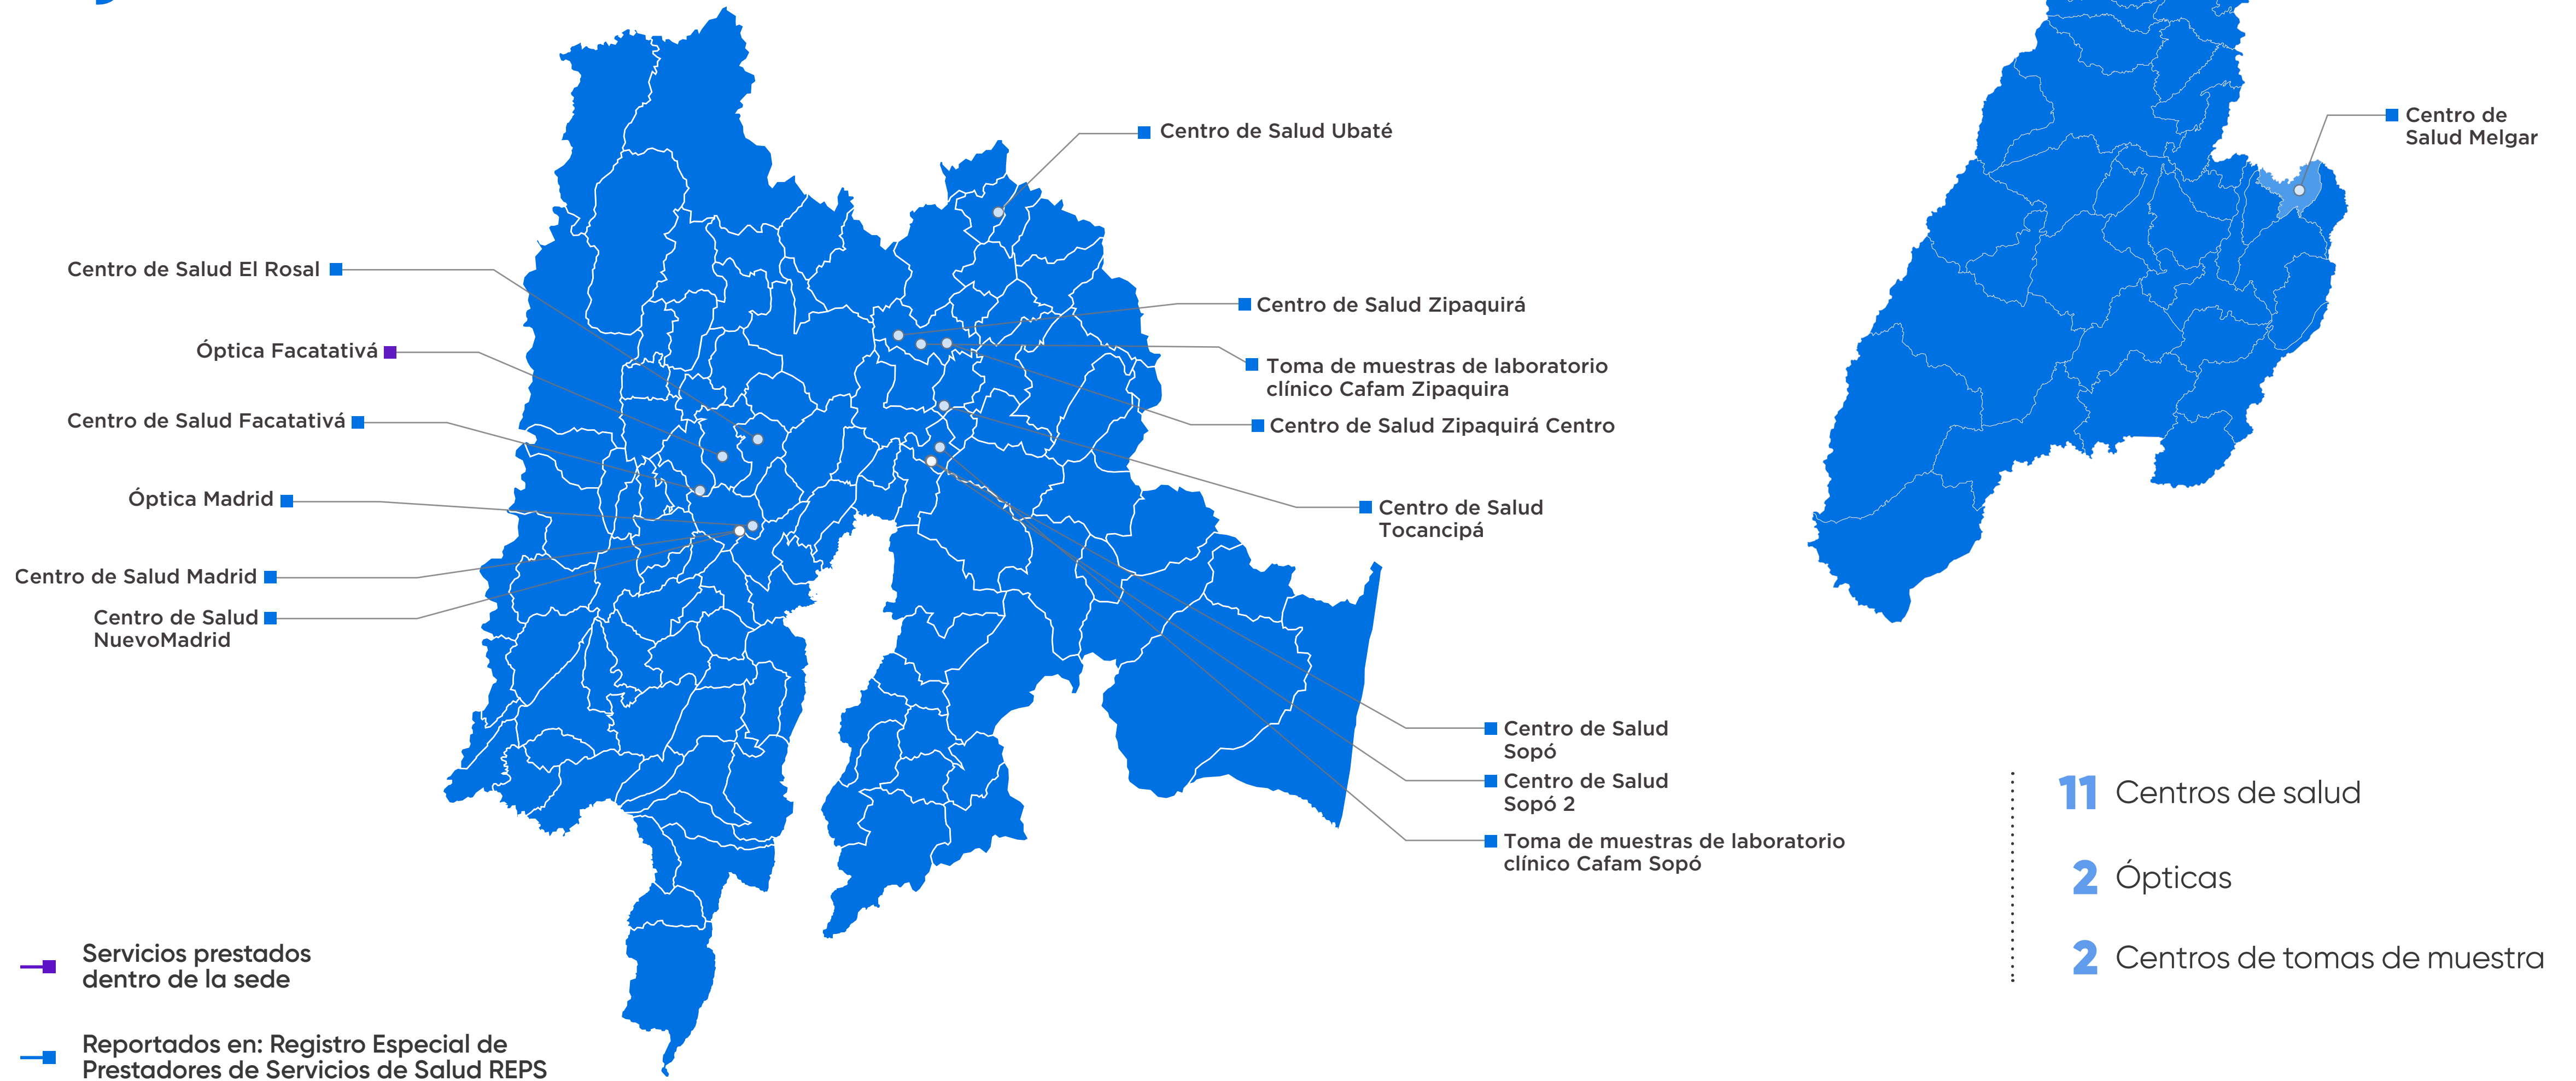 Centro de Salud Ubaté
Centro de
Salud Melgar
Centro de Salud El Rosal
Centro de Salud Zipaquirá
Óptica Facatativá
Toma de muestras de laboratorio
clínico Cafam Zipaquira
Centro de Salud Facatativá
Centro de Salud Zipaquirá Centro
Óptica Madrid
Centro de Salud
Tocancipá
Centro de Salud Madrid
Centro de Salud
NuevoMadrid
Centro de Salud
Sopó
Centro de Salud
Sopó 2
Toma de muestras de laboratorio
clínico Cafam Sopó
11 Centros de salud
2 Ópticas
2 Centros de tomas de muestra
Servicios prestados
dentro de la sede
Reportados en: Registro Especial de
Prestadores de Servicios de Salud REPS